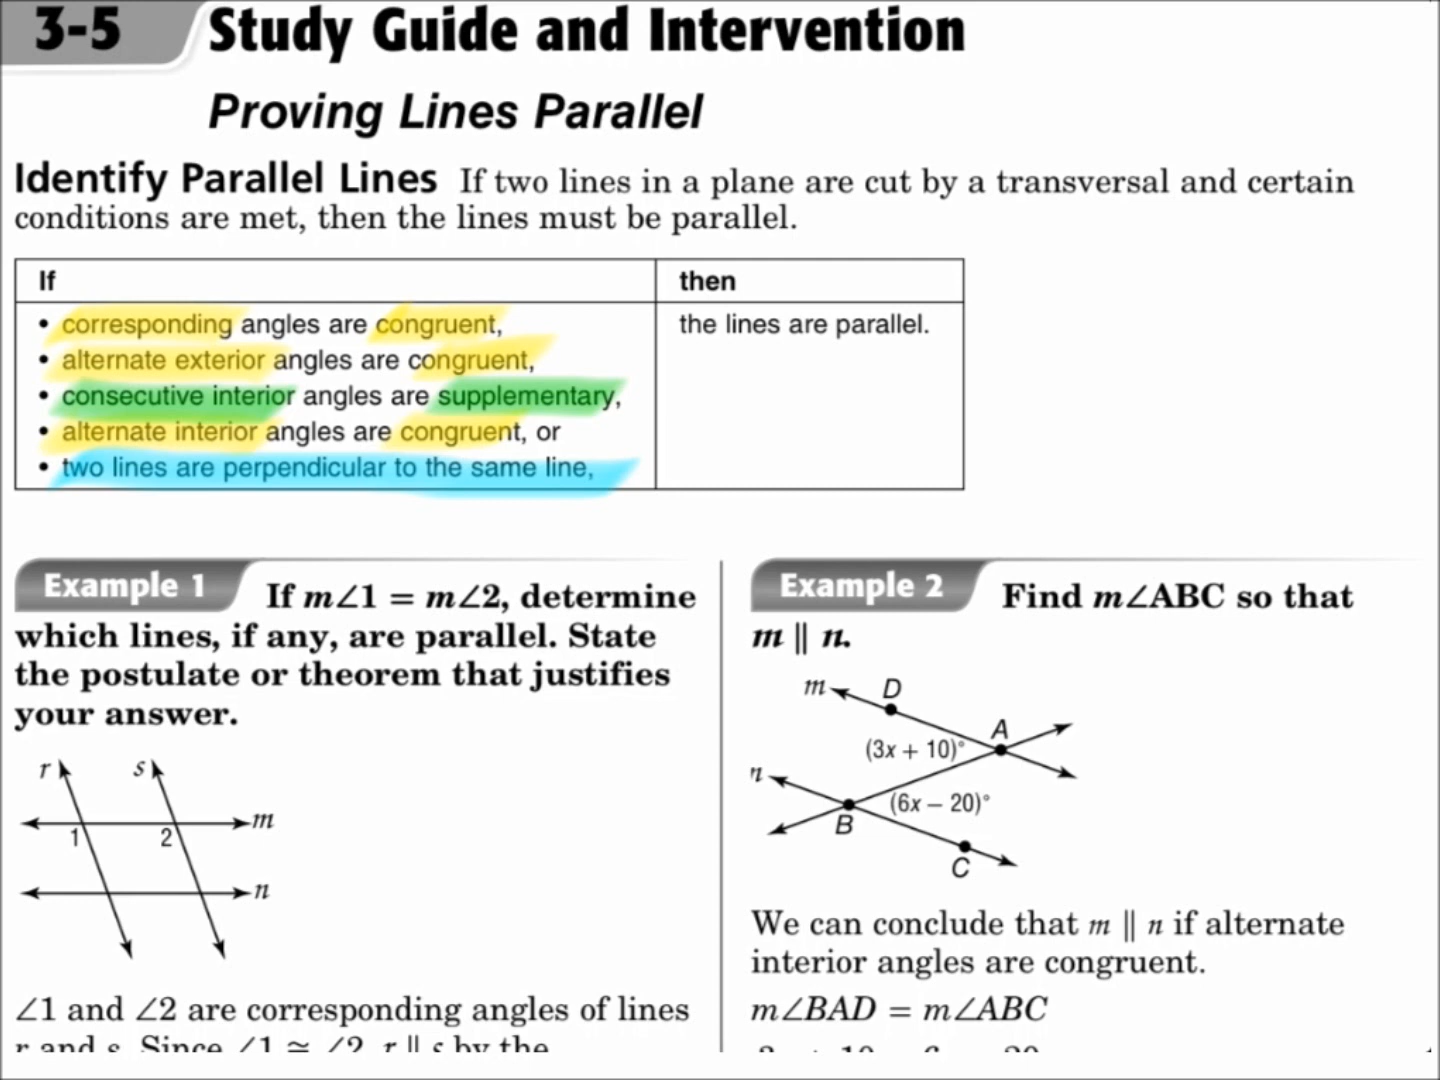 3-5 Study Guide and Intervention
Proving Lines Parallel
Identify Parallel Lines If two lines in a plane are cut by a transversal and certain
conditions are met, then the lines must be parallel.
If then
• corresponding angles are congruent, the lines are parallel.
• alternate exterior angles are congruent,
• consecutive interior angles are supplementary,
• alternate interior angles are congruent, or
• two lines are perpendicular to the same line,
Example 1 If m∠1 = m∠2, determine
which lines, if any, are parallel. State
the postulate or theorem that justifies
your answer.
r s
1 2 m
n
∠1 and ∠2 are corresponding angles of lines
r and s. Since ∠1 ≅ ∠2, r ∥ s by the
Example 2 Find m∠ABC so that
m ∥ n.
m D
A
(3x + 10)°
n
(6x – 20)°
B
C
We can conclude that m ∥ n if alternate
interior angles are congruent.
m∠BAD = m∠ABC